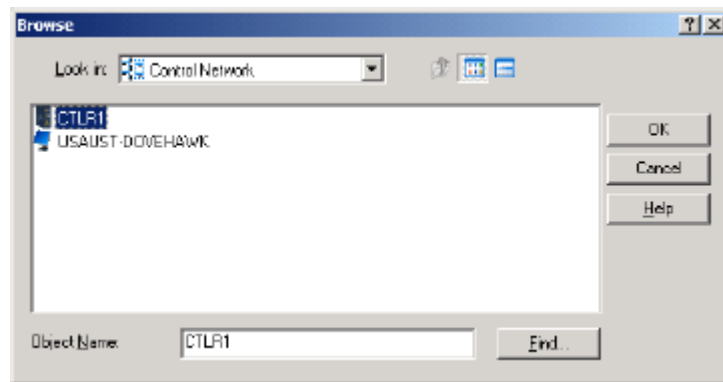 Browse
Look in: Control Network
CTLR1
USAUST-DOVEHAWK
OK
Cancel
Help
Object Name: CTLR1
Find...